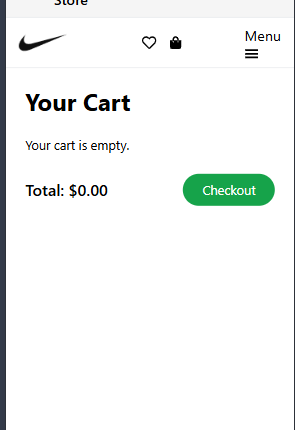 Store
Menu
Your Cart
Your cart is empty.
Total: $0.00
Checkout